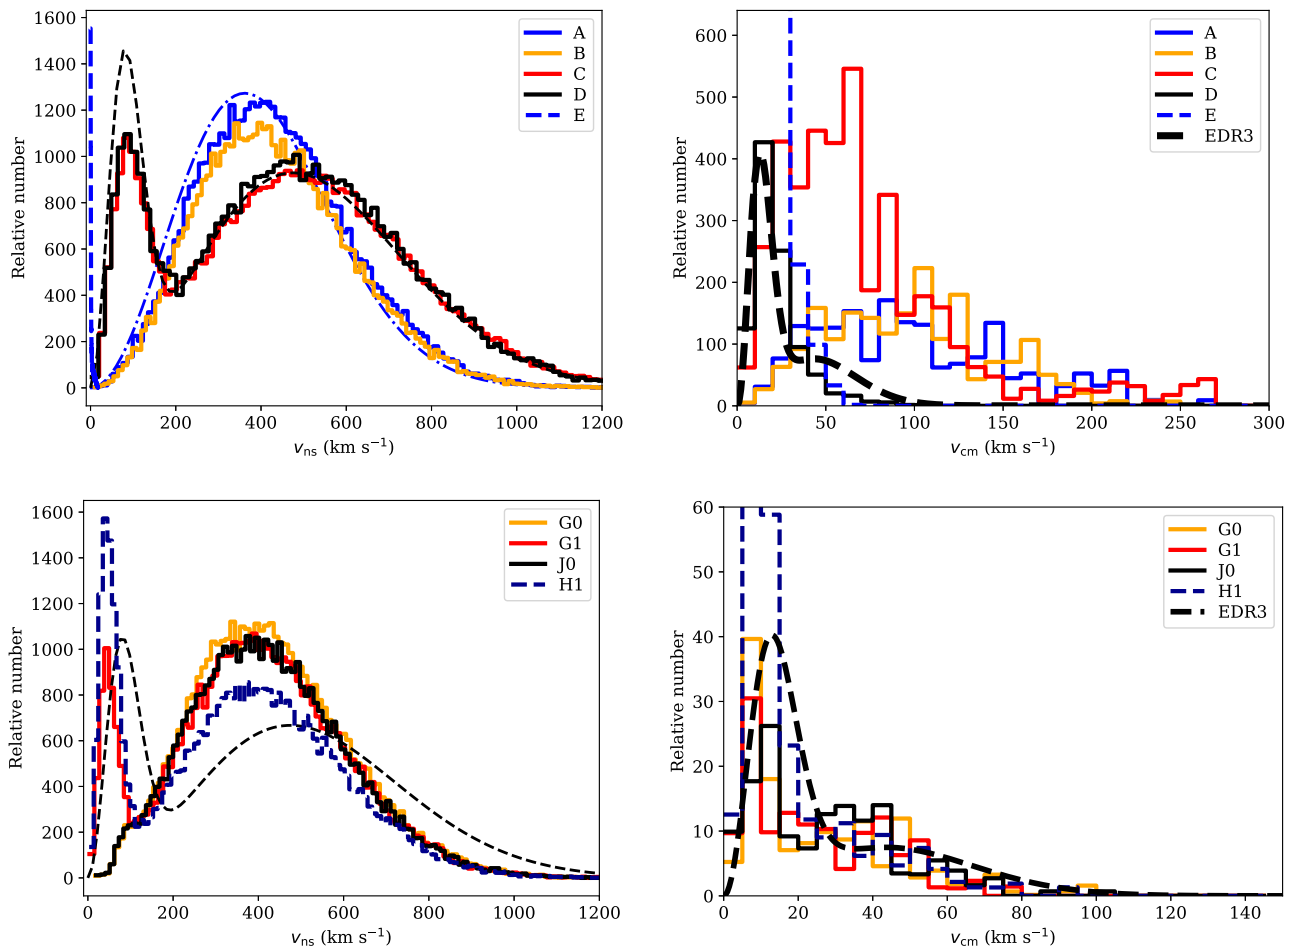 1600
1400
1200
1000
800
600
400
200
0
Relative number
0 200 400 600 800 1000 1200
v_ns (km s⁻¹)
A
B
C
D
E
600
500
400
300
200
100
0
Relative number
0 50 100 150 200 250 300
v_cm (km s⁻¹)
A
B
C
D
E
EDR3
1600
1400
1200
1000
800
600
400
200
0
Relative number
0 200 400 600 800 1000 1200
v_ns (km s⁻¹)
G0
G1
J0
H1
60
50
40
30
20
10
0
Relative number
0 20 40 60 80 100 120 140
v_cm (km s⁻¹)
G0
G1
J0
H1
EDR3